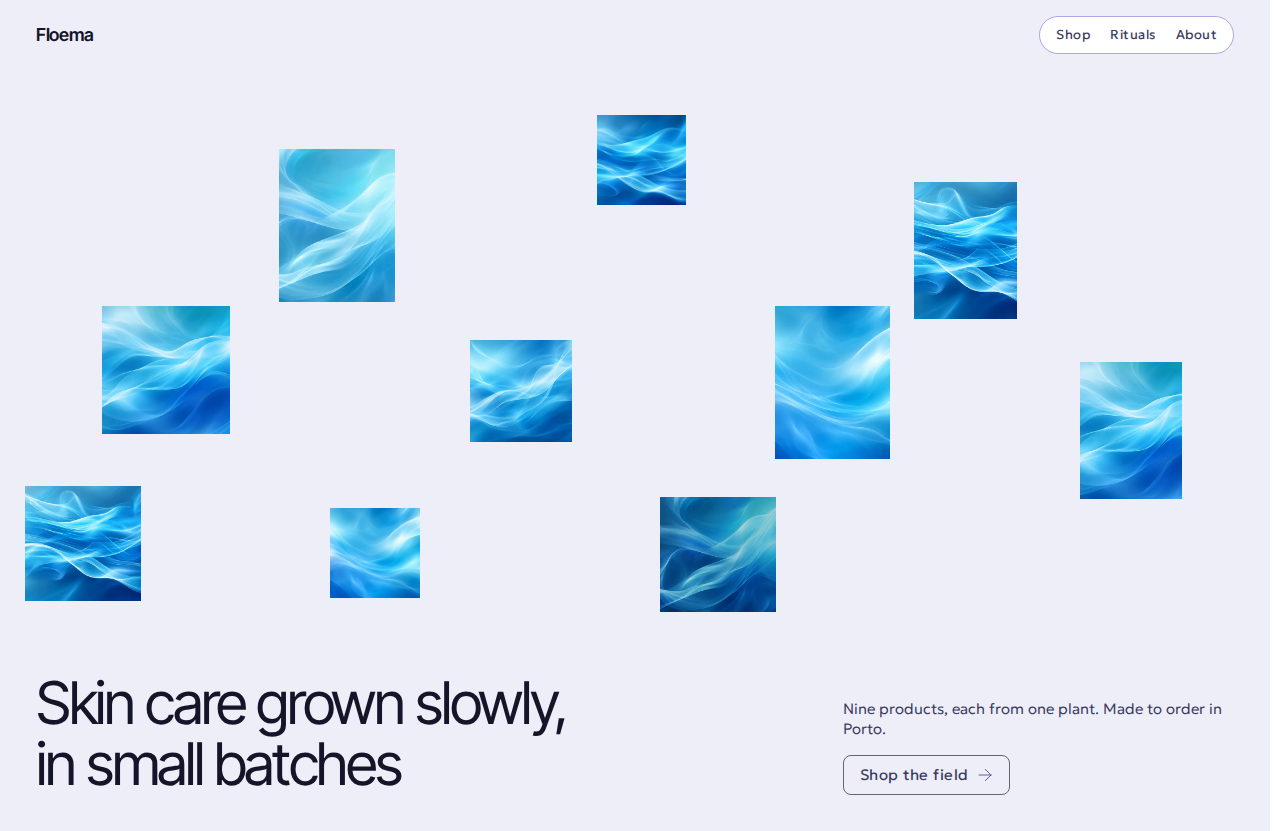 Floema
Shop Rituals About
Skin care grown slowly,
in small batches
Nine products, each from one plant. Made to order in
Porto.
Shop the field